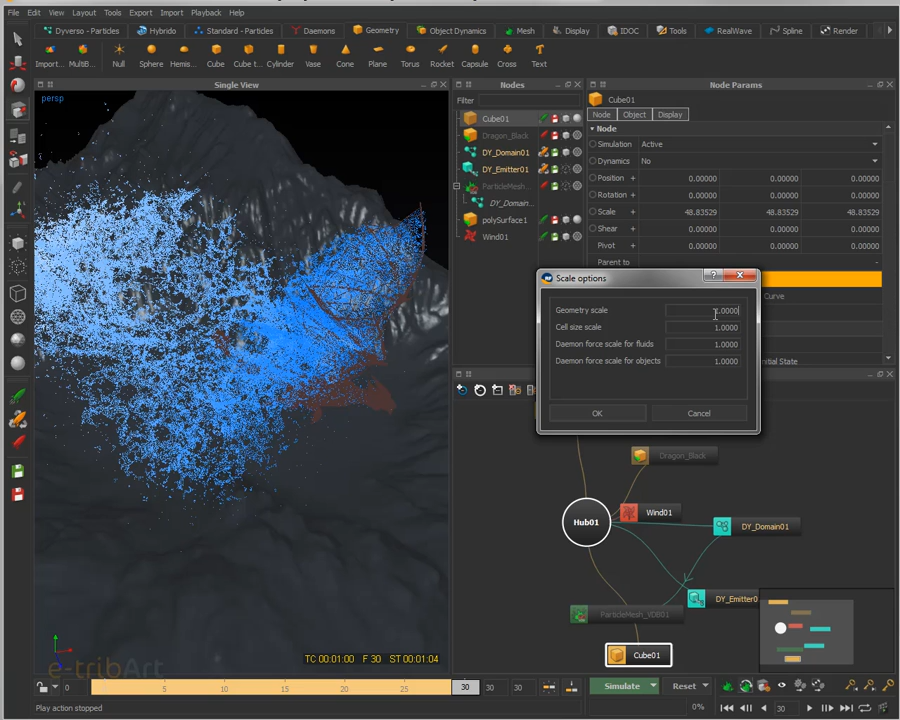 File Edit View Layout Tools Export Import Playback Help
Dyverso - Particles Hybrido Standard - Particles Daemons Geometry Object Dynamics Mesh Display IDOC Tools RealWave Spline Render
Import... MultiB... Null Sphere Hemis... Cube Cube t... Cylinder Vase Cone Plane Torus Rocket Capsule Cross Text
Single View
persp
TC 00:01:00 F 30 ST 00:01:04
e-tribArt
Nodes
Filter
Cube01
Dragon_Black
DY_Domain01
DY_Emitter01
ParticleMesh_
DY_Domain...
polySurface1
Wind01
Node Params
Cube01
Node Object Display
Node
Simulation Active
Dynamics No
Position + 0.00000 0.00000 0.00000
Rotation + 0.00000 0.00000 0.00000
Scale + 48.83529 48.83529 48.83529
Shear + 0.00000 0.00000 0.00000
Pivot + 0.00000 0.00000 0.00000
Parent to -
Curve
nitial State
Scale options
Geometry scale 1.0000
Cell size scale 1.0000
Daemon force scale for fluids 1.0000
Daemon force scale for objects 1.0000
OK Cancel
Dragon_Black
Hub01
Wind01
DY_Domain01
DY_Emitter0
ParticleMesh_VDB01
Cube01
0 5 10 15 20 25 30 30 30
Simulate Reset
Play action stopped
0% 30